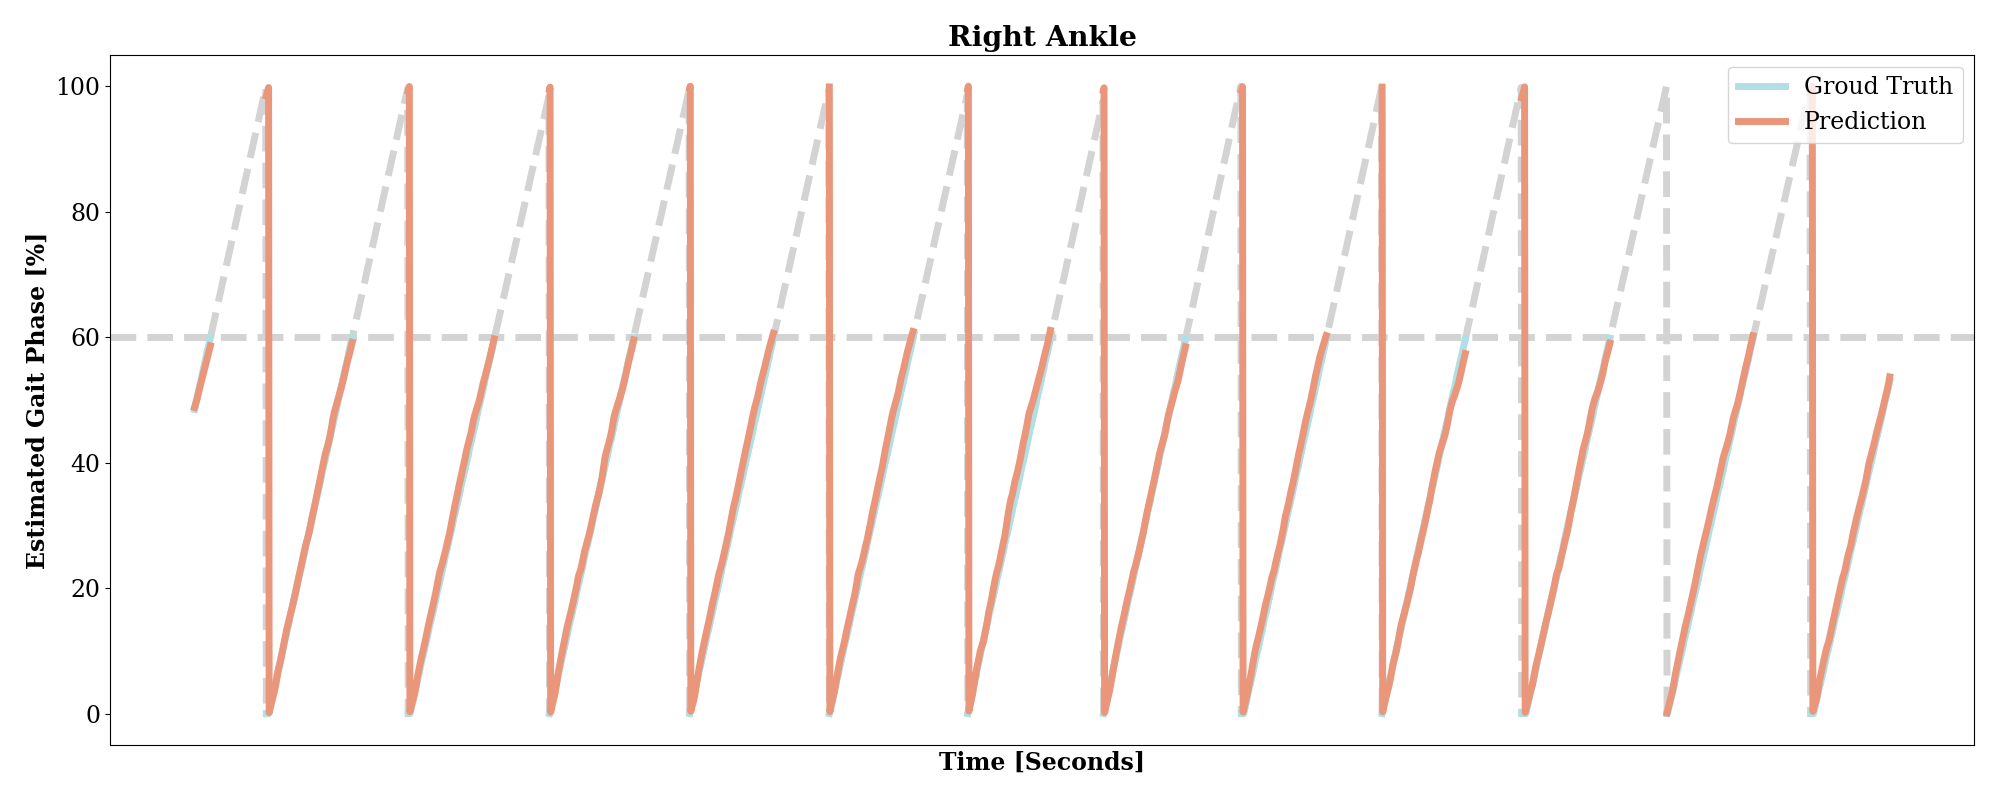 Right Ankle
Groud Truth
Prediction
Estimated Gait Phase [%]
100
80
60
40
20
0
Time [Seconds]